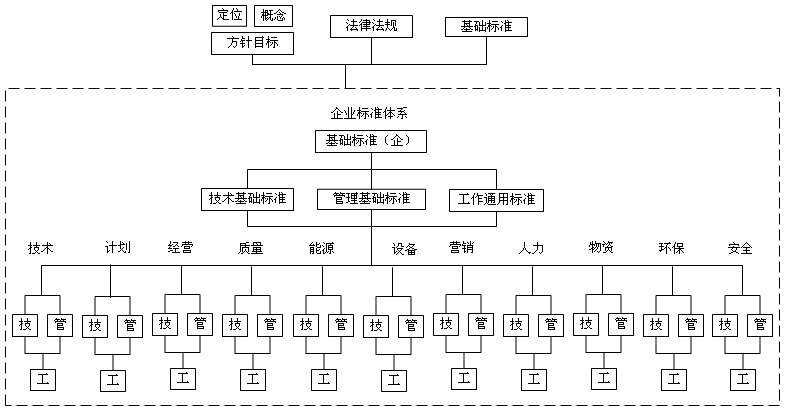 定位 概念
方针目标 法律法规 基础标准
企业标准体系
基础标准（企）
技术基础标准 管理基础标准 工作通用标准
技术 计划 经营 质量 能源 设备 营销 人力 物资 环保 安全
技 管 技 管 技 管 技 管 技 管 技 管 技 管 技 管 技 管 技 管 技 管
工 工 工 工 工 工 工 工 工 工 工